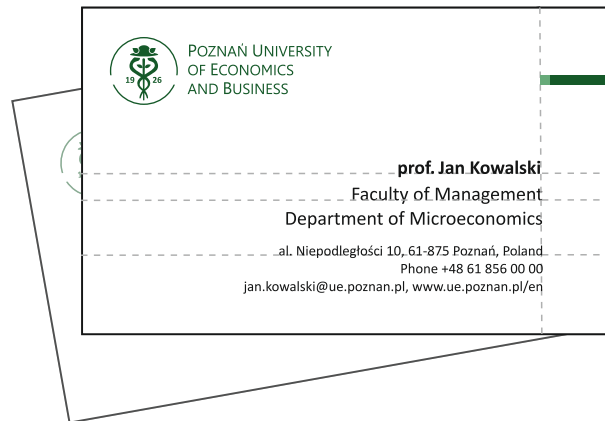 POZNAŃ UNIVERSITY
OF ECONOMICS
AND BUSINESS
19 26
prof. Jan Kowalski
Faculty of Management
Department of Microeconomics
al. Niepodległości 10, 61-875 Poznań, Poland
Phone +48 61 856 00 00
jan.kowalski@ue.poznan.pl, www.ue.poznan.pl/en